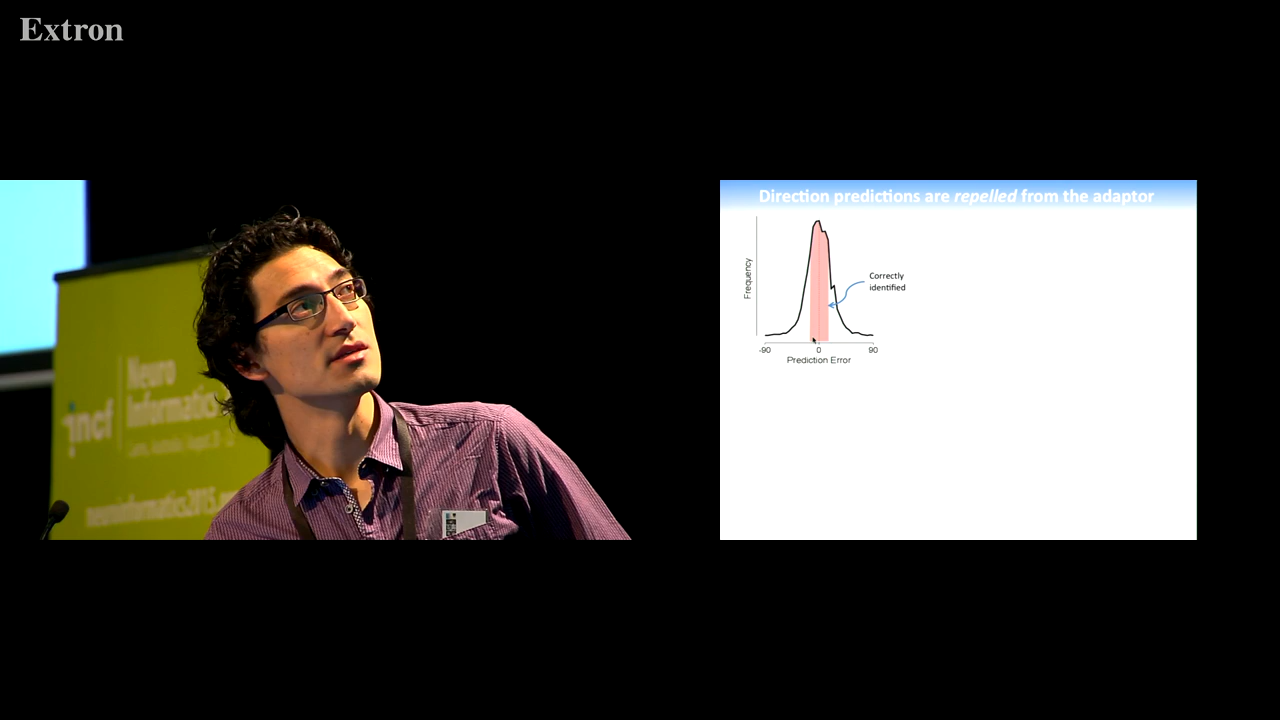 Extron
Neuro
Informatics
incf
neuroinformatics2015.
Direction predictions are repelled from the adaptor
Frequency
Correctly
identified
-90
0
90
Prediction Error